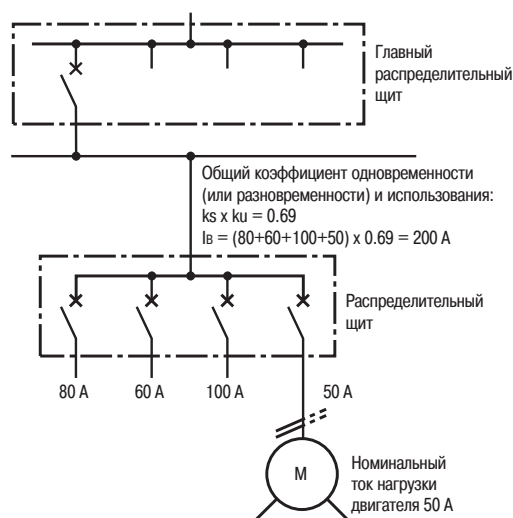 Главный
распределительный
щит
Общий коэффициент одновременности
(или разновременности) и использования:
ks x ku = 0.69
IB = (80+60+100+50) x 0.69 = 200 A
Распределительный
щит
80 A
60 A
100 A
50 A
M
Номинальный
ток нагрузки
двигателя 50 А